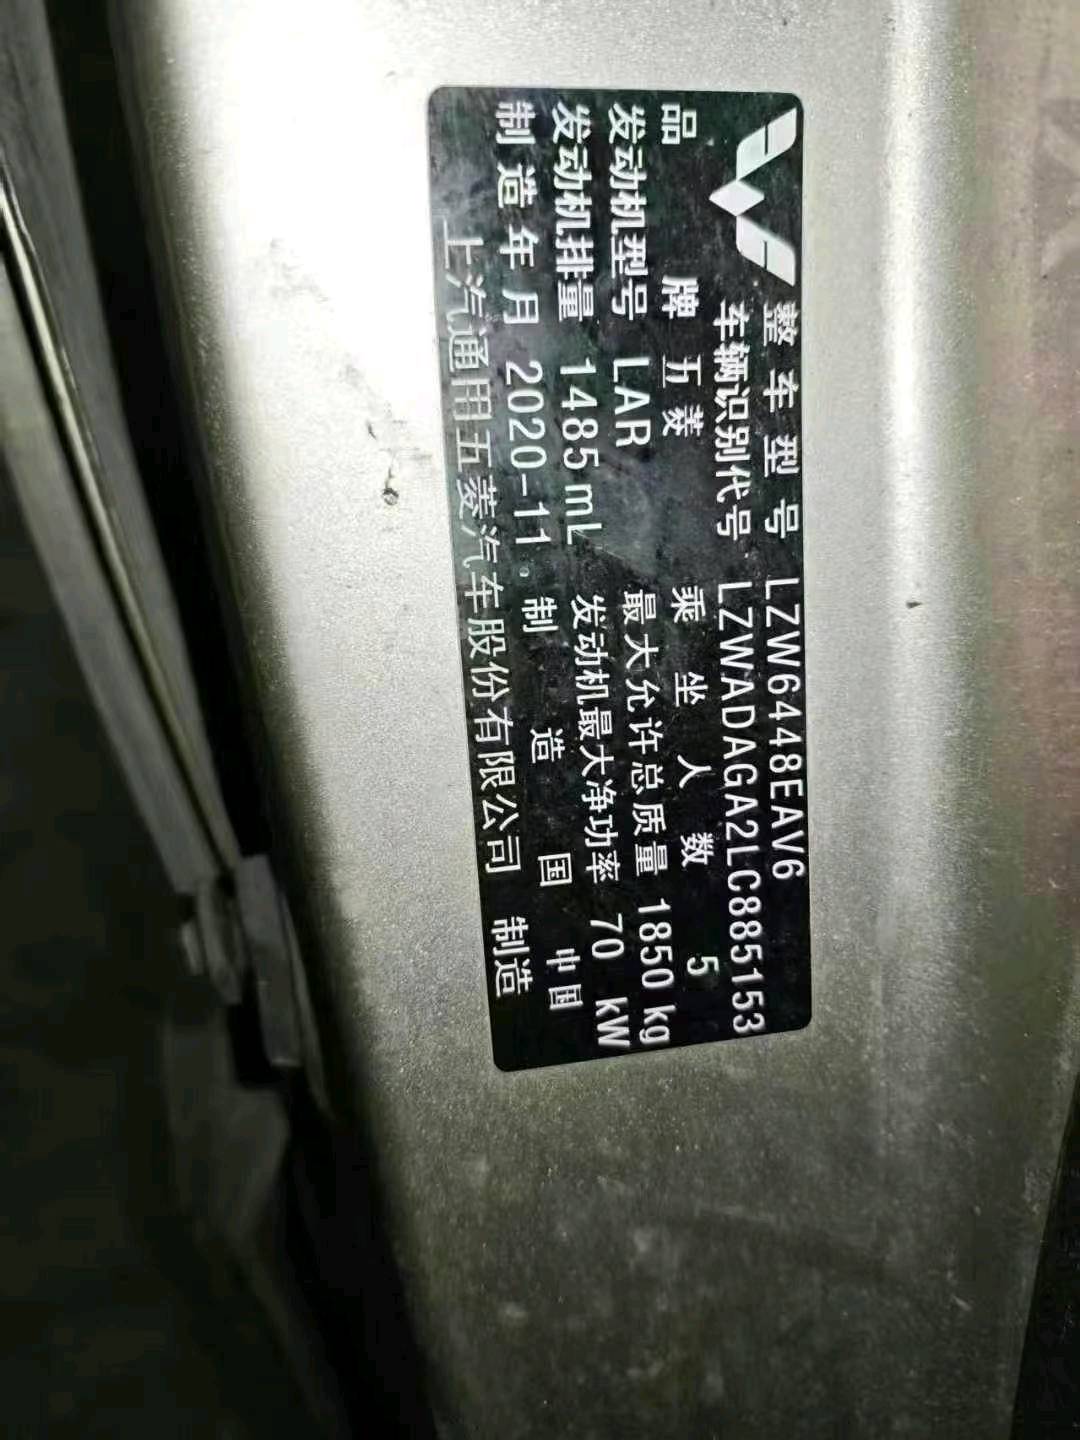 整车型号 LZW6448EAV6
车辆识别代号 LZWADAGA2LC885153
品牌 五菱 乘坐人数 5
发动机型号 LAR 最大允许总质量 1850 kg
发动机排量 1485 mL 发动机最大净功率 70 kW
制造年月 2020-11. 制造国 中国
上汽通用五菱汽车股份有限公司 制造